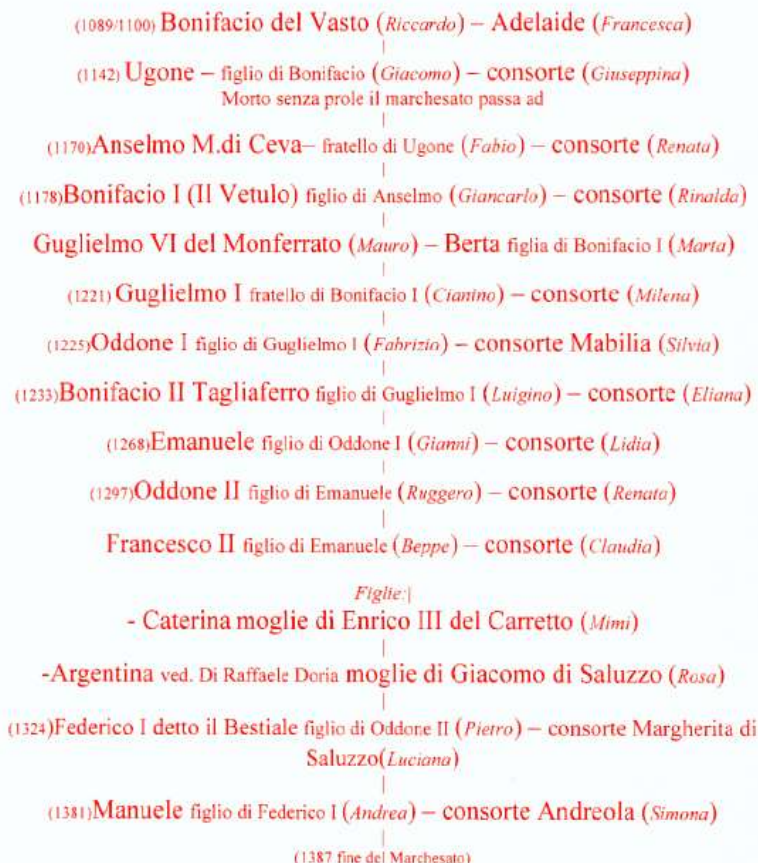 (1089/1100) Bonifacio del Vasto (Riccardo) – Adelaide (Francesca)
(1142) Ugone – figlio di Bonifacio (Giacomo) – consorte (Giuseppina)
Morto senza prole il marchesato passa ad
(1170)Anselmo M.di Ceva– fratello di Ugone (Fabio) – consorte (Renata)
(1178)Bonifacio I (Il Vetulo) figlio di Anselmo (Giancarlo) – consorte (Rinalda)
Guglielmo VI del Monferrato (Mauro) – Berta figlia di Bonifacio I (Marta)
(1221) Guglielmo I fratello di Bonifacio I (Cianino) – consorte (Milena)
(1225)Oddone I figlio di Guglielmo I (Fabrizio) – consorte Mabilia (Silvia)
(1233)Bonifacio II Tagliaferro figlio di Guglielmo I (Luigino) – consorte (Eliana)
(1268)Emanuele figlio di Oddone I (Gianni) – consorte (Lidia)
(1297)Oddone II figlio di Emanuele (Ruggero) – consorte (Renata)
Francesco II figlio di Emanuele (Beppe) – consorte (Claudia)
Figlie:|
- Caterina moglie di Enrico III del Carretto (Mimi)
-Argentina ved. Di Raffaele Doria moglie di Giacomo di Saluzzo (Rosa)
(1324)Federico I detto il Bestiale figlio di Oddone II (Pietro) – consorte Margherita di
Saluzzo(Luciana)
(1381)Manuele figlio di Federico I (Andrea) – consorte Andreola (Simona)
(1387 fine del Marchesato)